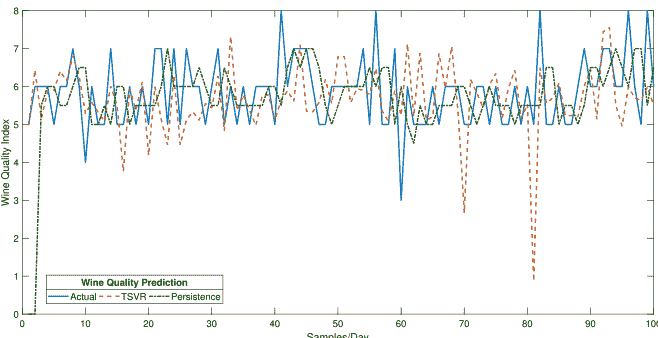 8
7
6
5
4
3
2
1
0
Wine Quality Index
Wine Quality Prediction
Actual TSVR Persistence
0 10 20 30 40 50 60 70 80 90 100
Samples/Day